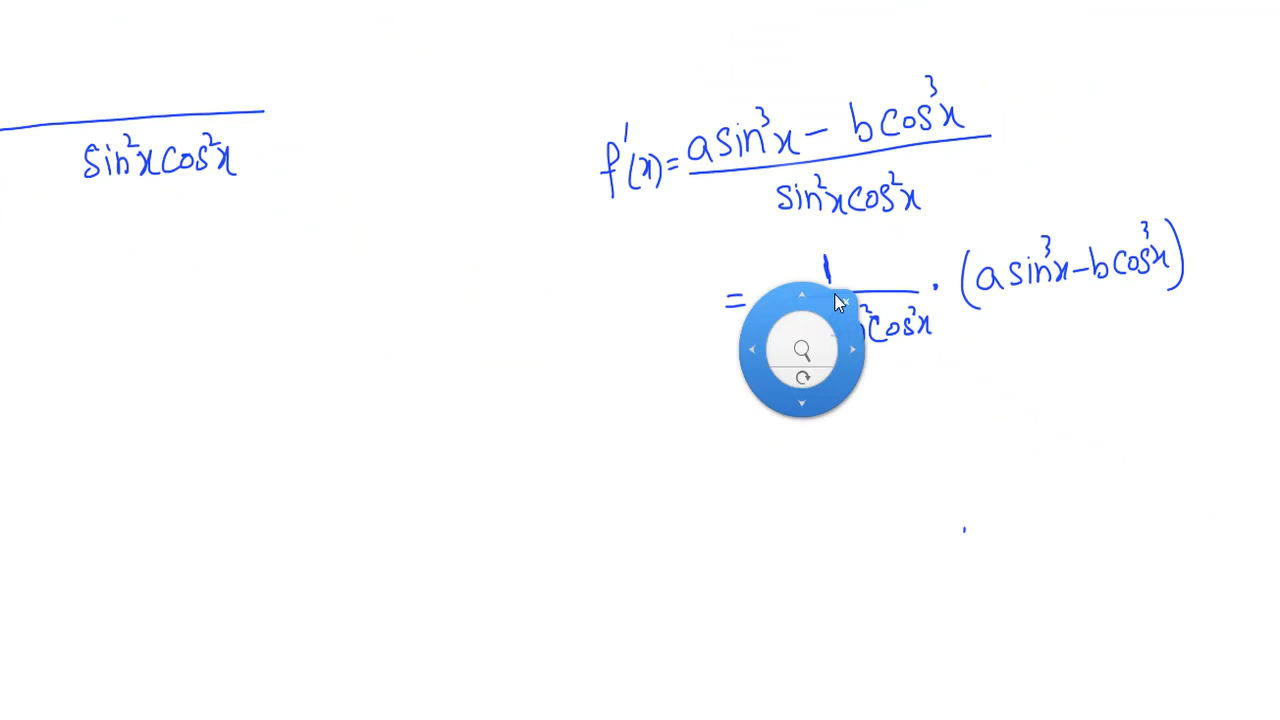 sin²x cos²x
f'(x) = (a sin³x − b cos³x) / (sin²x cos²x)
= 1 / cos²x · (a sin³x − b cos³x)